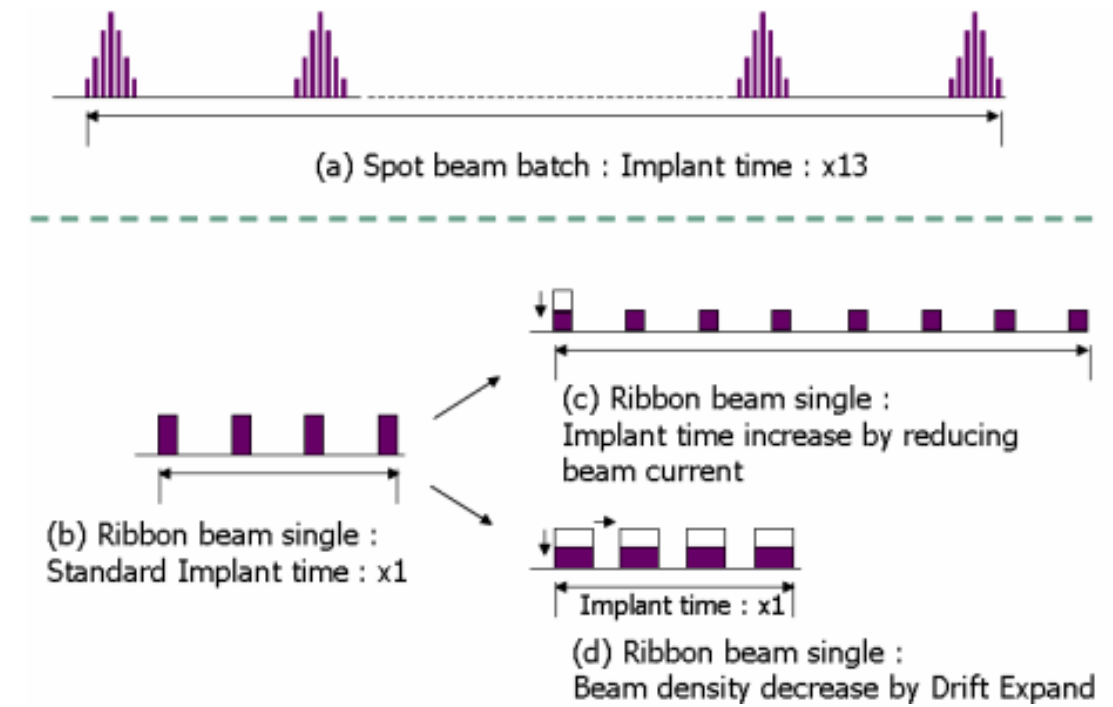 (a) Spot beam batch : Implant time : x13
(c) Ribbon beam single :
Implant time increase by reducing
beam current
(b) Ribbon beam single :
Standard Implant time : x1
Implant time : x1
(d) Ribbon beam single :
Beam density decrease by Drift Expand